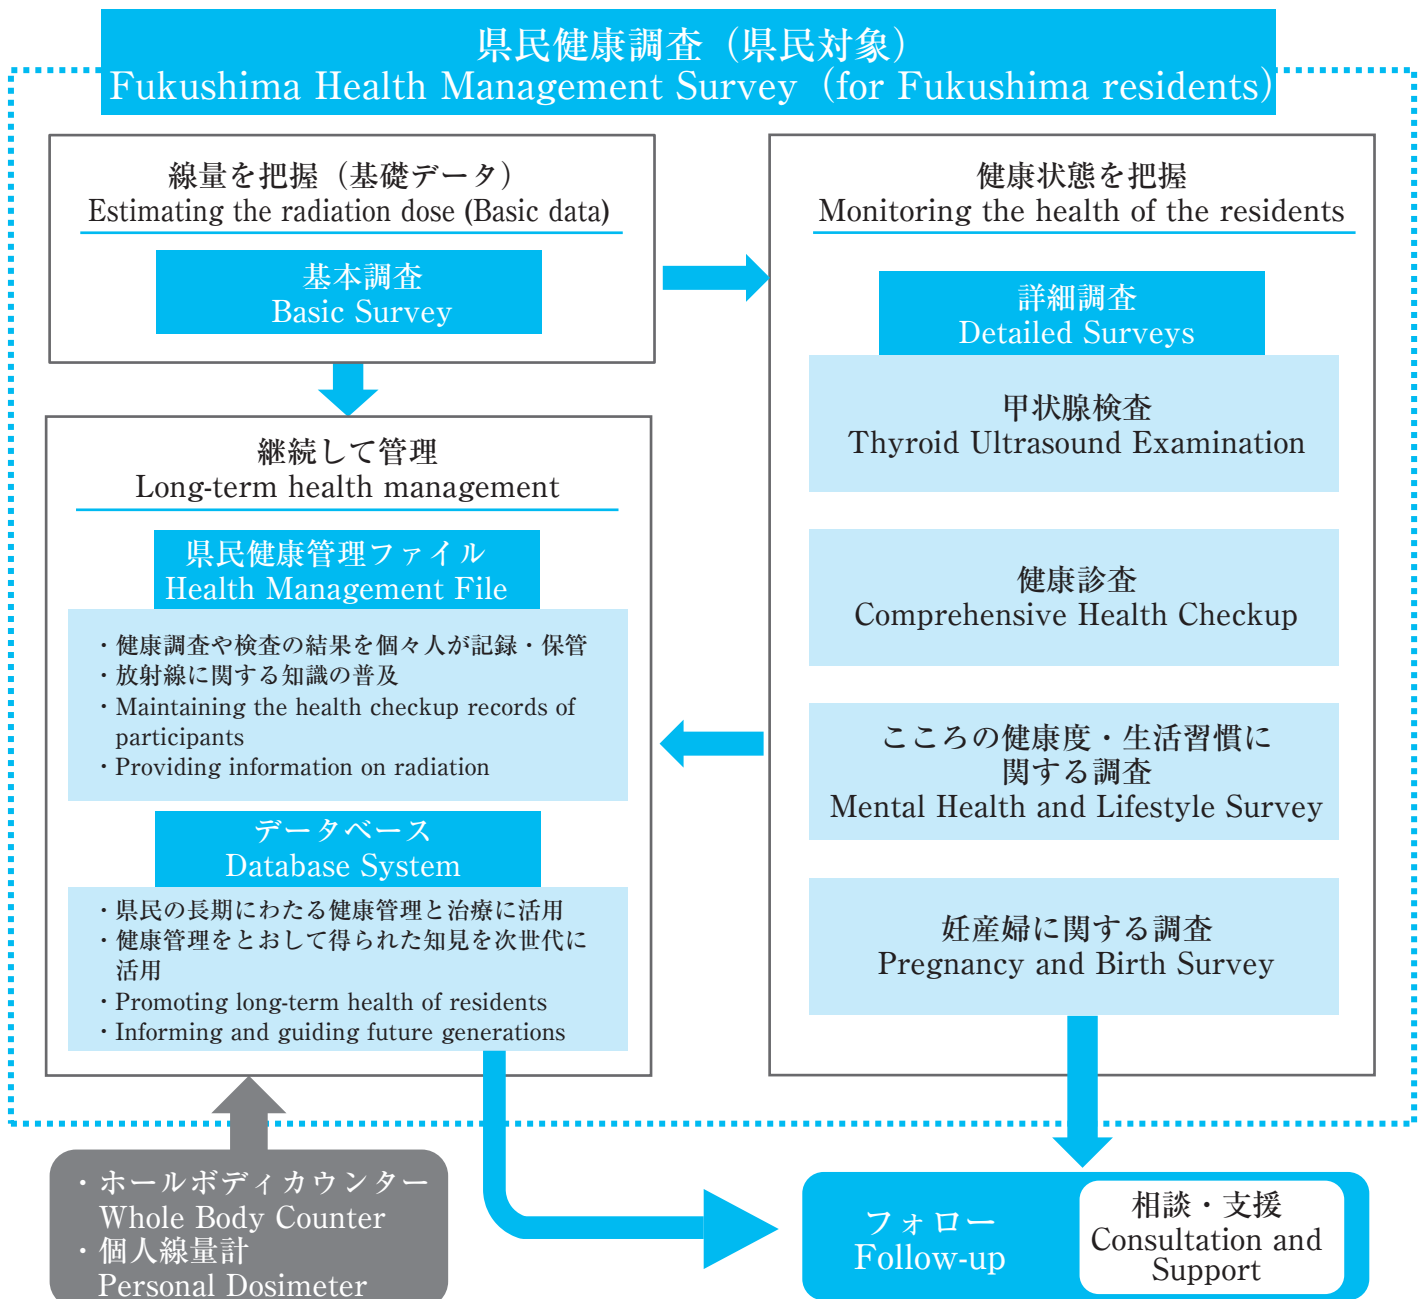 県民健康調査（県民対象）
Fukushima Health Management Survey（for Fukushima residents）
線量を把握（基礎データ）
Estimating the radiation dose (Basic data)
基本調査
Basic Survey
継続して管理
Long-term health management
県民健康管理ファイル
Health Management File
・健康調査や検査の結果を個々人が記録・保管
・放射線に関する知識の普及
・Maintaining the health checkup records of
participants
・Providing information on radiation
データベース
Database System
・県民の長期にわたる健康管理と治療に活用
・健康管理をとおして得られた知見を次世代に
活用
・Promoting long-term health of residents
・Informing and guiding future generations
健康状態を把握
Monitoring the health of the residents
詳細調査
Detailed Surveys
甲状腺検査
Thyroid Ultrasound Examination
健康診査
Comprehensive Health Checkup
こころの健康度・生活習慣に
関する調査
Mental Health and Lifestyle Survey
妊産婦に関する調査
Pregnancy and Birth Survey
・ホールボディカウンター
Whole Body Counter
・個人線量計
Personal Dosimeter
フォロー
Follow-up
相談・支援
Consultation and
Support